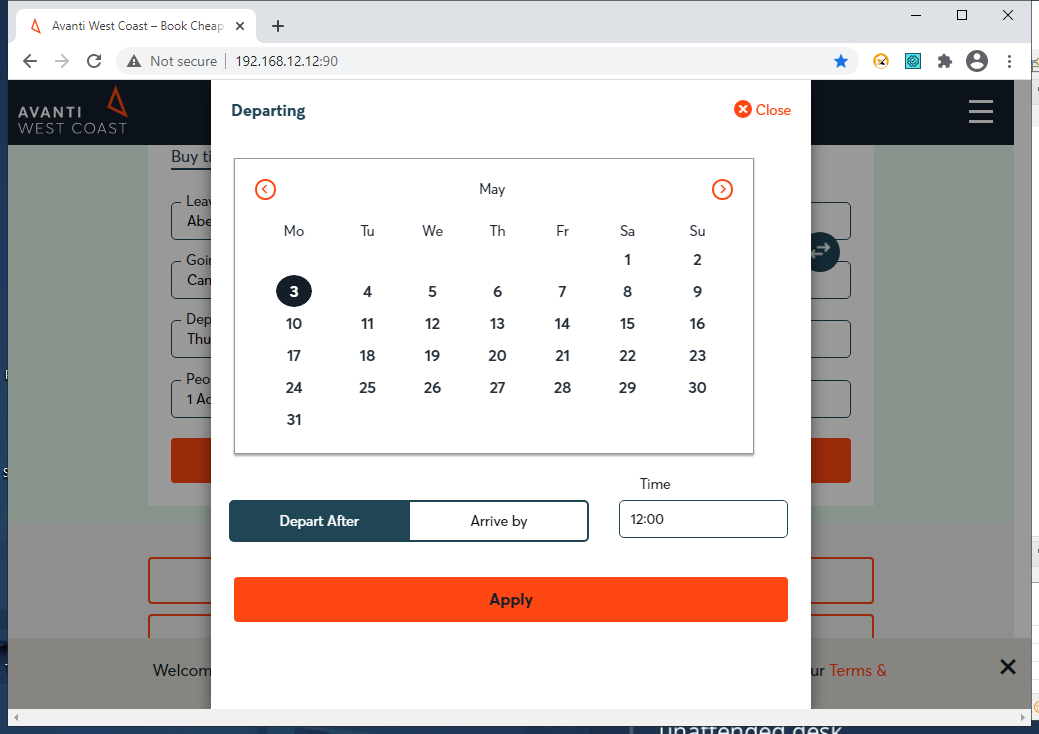 Avanti West Coast – Book Cheap
Not secure
192.168.12.12:90
AVANTI
WEST COAST
Departing
Close
Buy ti
May
Mo Tu We Th Fr Sa Su
1 2
3 4 5 6 7 8 9
10 11 12 13 14 15 16
17 18 19 20 21 22 23
24 25 26 27 28 29 30
31
Leav
Abe
Goin
Can
Dep
Thu
Peo
1 Ad
Time
Depart After
Arrive by
12:00
Apply
Welcom
ur Terms &
unattended desk